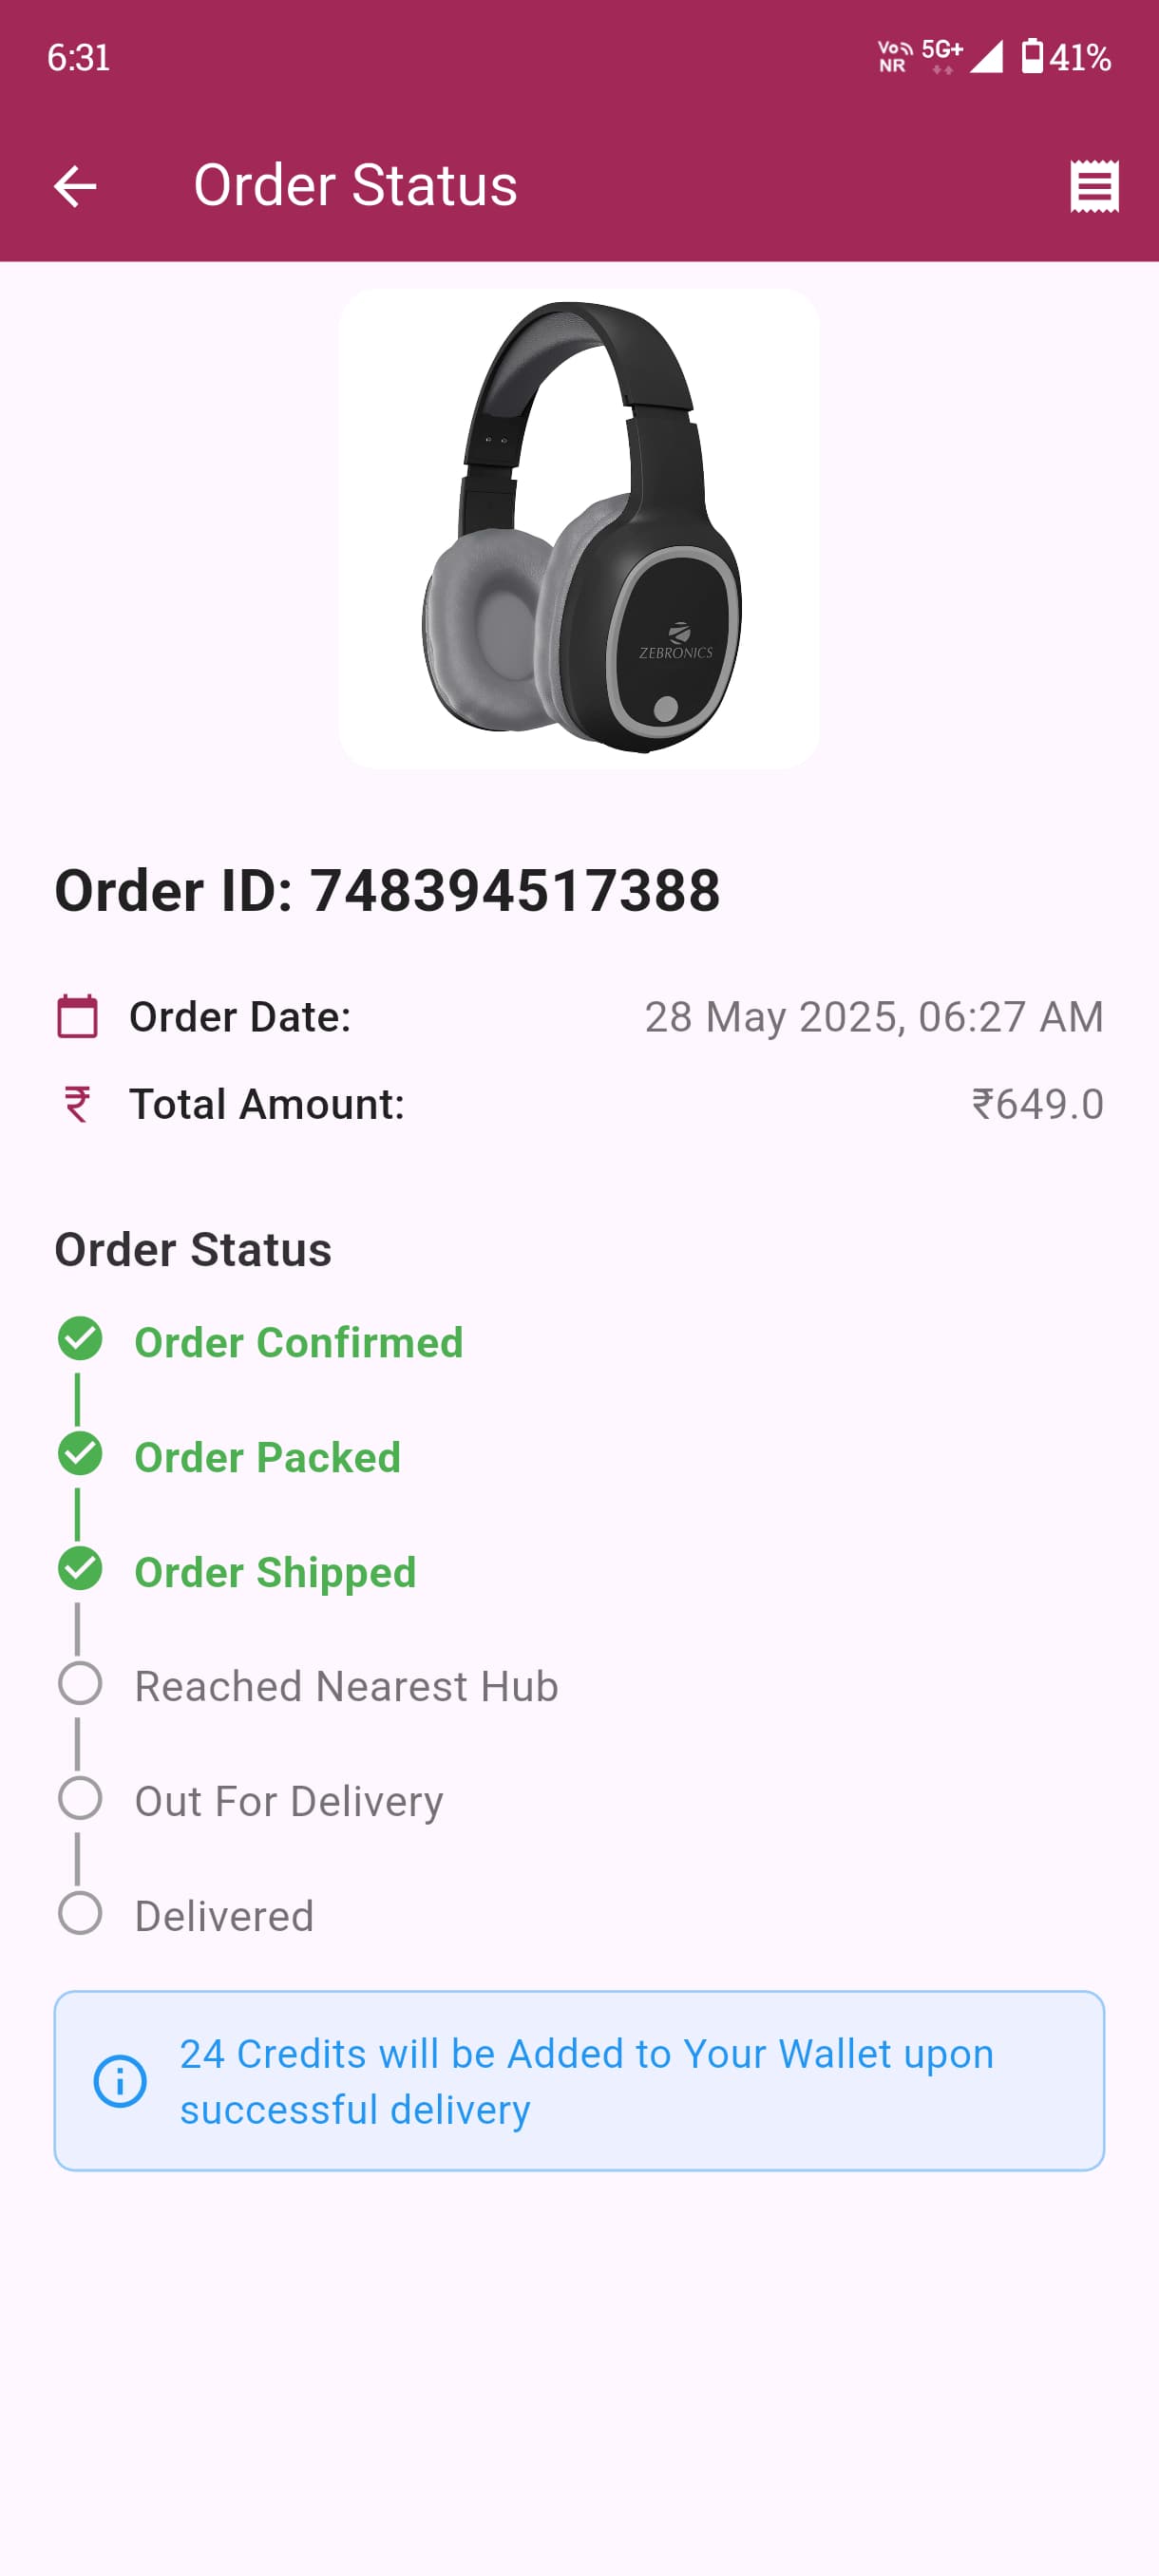 6:31
Vo NR 5G+ 41%
Order Status
ZEBRONICS
Order ID: 748394517388
Order Date: 28 May 2025, 06:27 AM
Total Amount: ₹649.0
Order Status
Order Confirmed
Order Packed
Order Shipped
Reached Nearest Hub
Out For Delivery
Delivered
24 Credits will be Added to Your Wallet upon
successful delivery